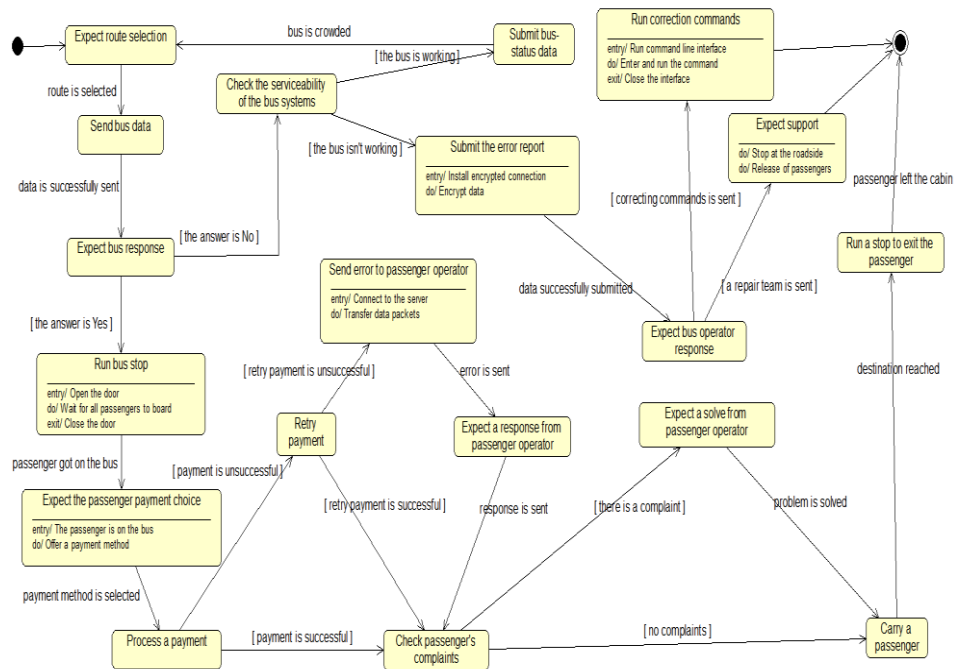 Expect route selection
bus is crowded
Submit bus-
status data
Run correction commands
entry/ Run command line interface
do/ Enter and run the command
exit/ Close the interface
[ the bus is working ]
Check the serviceability
of the bus systems
route is selected
Send bus data
[ the bus isn't working ]
Submit the error report
entry/ Install encrypted connection
do/ Encrypt data
Expect support
do/ Stop at the roadside
do/ Release of passengers
passenger left the cabin
data is successfully sent
[ correcting commands is sent ]
Expect bus response
[ the answer is No ]
Run a stop to exit the
passenger
Send error to passenger operator
entry/ Connect to the server
do/ Transfer data packets
data successfully submitted
[ a repair team is sent ]
[ the answer is Yes ]
Expect bus operator
response
Run bus stop
entry/ Open the door
do/ Wait for all passengers to board
exit/ Close the door
[ retry payment is unsuccessful ]
error is sent
destination reached
Retry
payment
Expect a response from
passenger operator
Expect a solve from
passenger operator
passenger got on the bus
[ payment is unsuccessful ]
Expect the passenger payment choice
entry/ The passenger is on the bus
do/ Offer a payment method
[ retry payment is successful ]
response is sent
[ there is a complaint ]
problem is solved
payment method is selected
Process a payment
[ payment is successful ]
Check passenger's
complaints
[ no complaints ]
Carry a
passenger